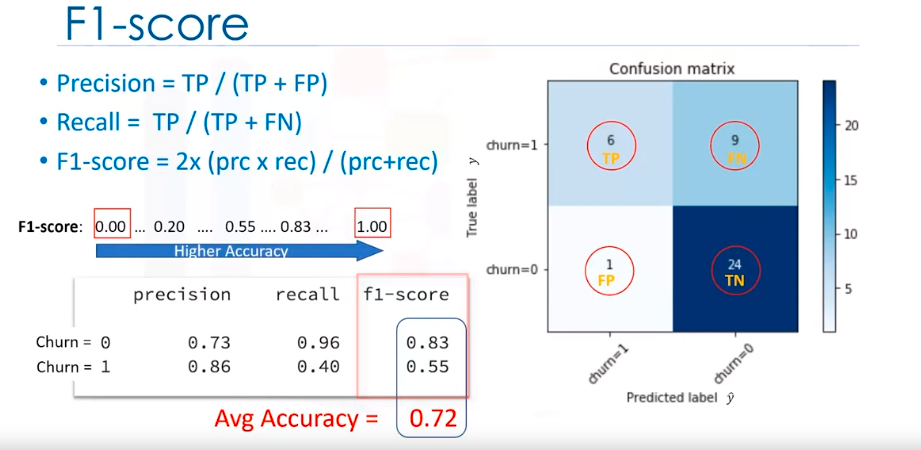 F1-score
• Precision = TP / (TP + FP)
• Recall = TP / (TP + FN)
• F1-score = 2x (prc x rec) / (prc+rec)
F1-score: 0.00 ... 0.20 .... 0.55 .... 0.83 ... 1.00
Higher Accuracy
precision recall f1-score
Churn = 0 0.73 0.96 0.83
Churn = 1 0.86 0.40 0.55
Avg Accuracy = 0.72
Confusion matrix
True label y
churn=1
churn=0
6
TP
9
FN
1
FP
24
TN
churn=1
churn=0
Predicted label ŷ
20
15
10
5